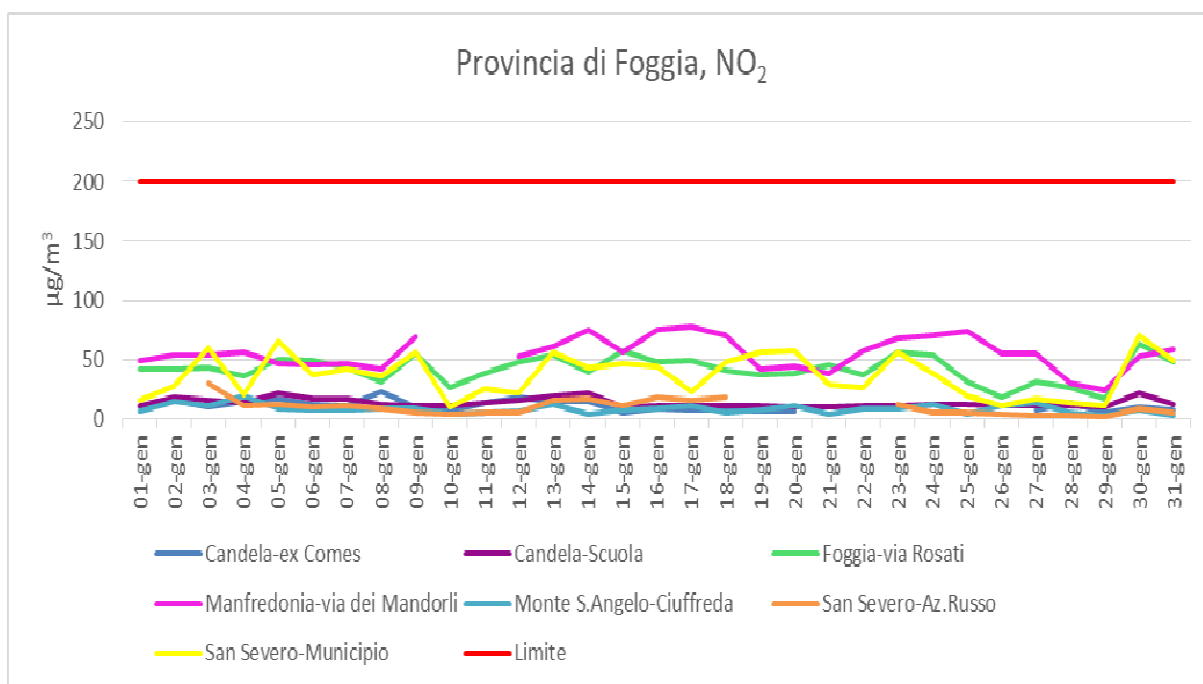 Provincia di Foggia, NO₂
250
200
150
100
50
0
µg/m³
01-gen
02-gen
03-gen
04-gen
05-gen
06-gen
07-gen
08-gen
09-gen
10-gen
11-gen
12-gen
13-gen
14-gen
15-gen
16-gen
17-gen
18-gen
19-gen
20-gen
21-gen
22-gen
23-gen
24-gen
25-gen
26-gen
27-gen
28-gen
29-gen
30-gen
31-gen
Candela-ex Comes Candela-Scuola Foggia-via Rosati
Manfredonia-via dei Mandorli Monte S.Angelo-Ciuffreda San Severo-Az.Russo
San Severo-Municipio Limite